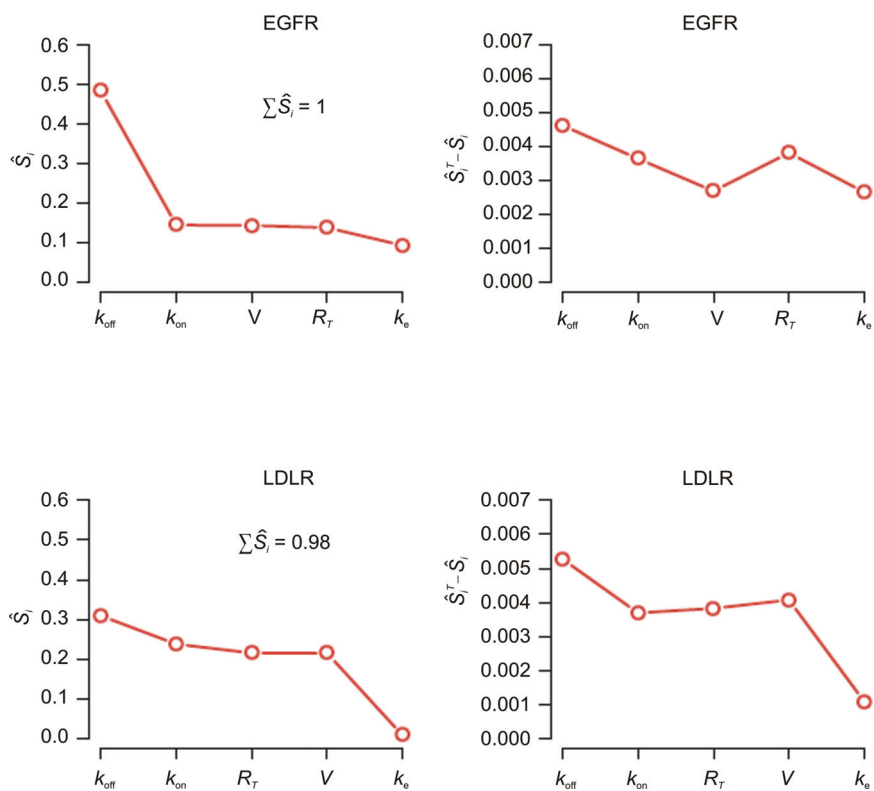 EGFR
0.6
0.5
0.4
0.3
0.2
0.1
0.0
Ŝi
∑Ŝi = 1
koff
kon
V
RT
ke
EGFR
0.007
0.006
0.005
0.004
0.003
0.002
0.001
0.000
ŜiT – Ŝi
koff
kon
V
RT
ke
LDLR
0.6
0.5
0.4
0.3
0.2
0.1
0.0
Ŝi
∑Ŝi = 0.98
koff
kon
RT
V
ke
LDLR
0.007
0.006
0.005
0.004
0.003
0.002
0.001
0.000
ŜiT – Ŝi
koff
kon
RT
V
ke